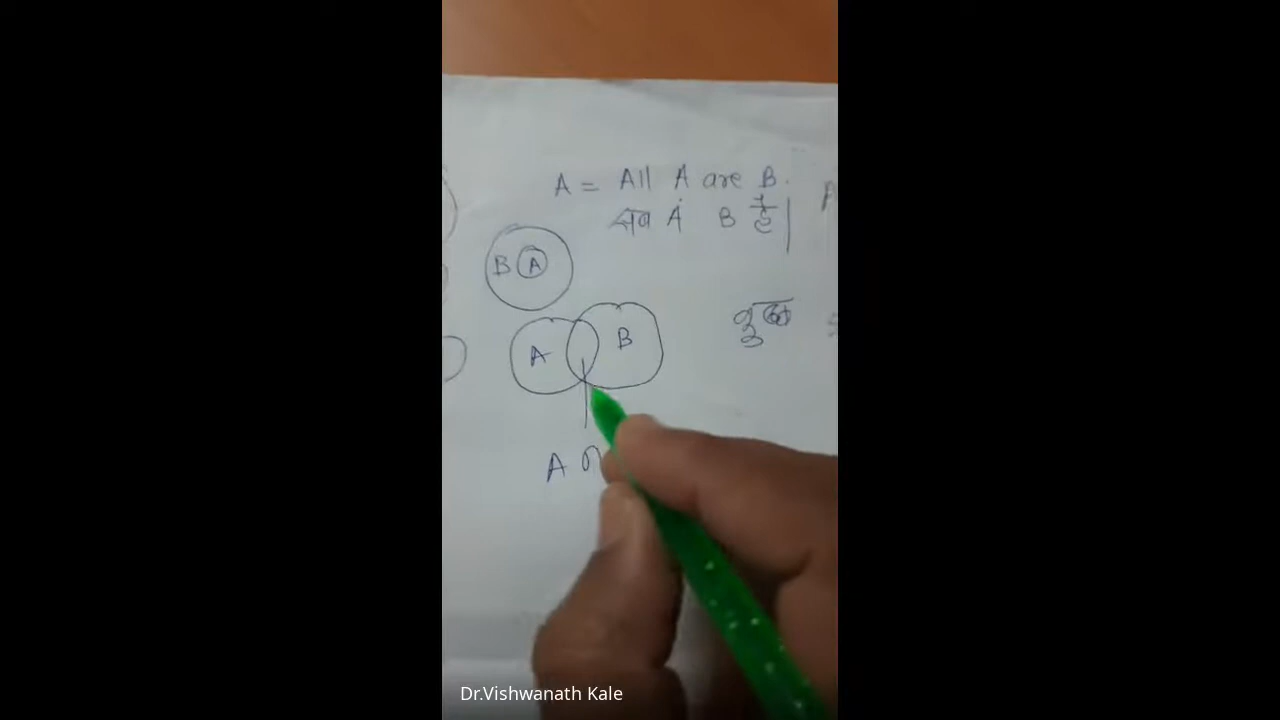 A = All A are B.
सब A B है|
B A
A B
A
Dr.Vishwanath Kale